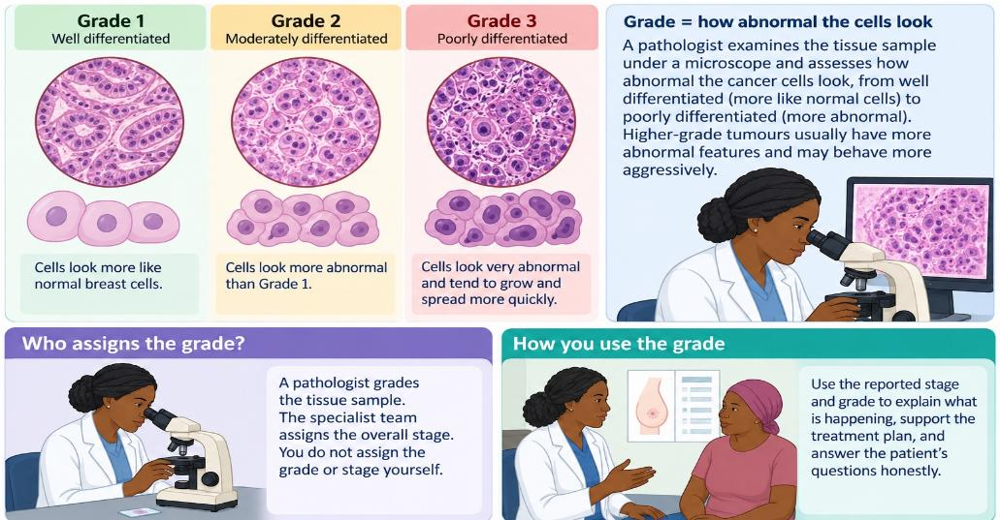 Grade 1
Well differentiated
Cells look more like
normal breast cells.
Grade 2
Moderately differentiated
Cells look more abnormal
than Grade 1.
Grade 3
Poorly differentiated
Cells look very abnormal
and tend to grow and
spread more quickly.
Grade = how abnormal the cells look
A pathologist examines the tissue sample
under a microscope and assesses how
abnormal the cancer cells look, from well
differentiated (more like normal cells) to
poorly differentiated (more abnormal).
Higher-grade tumours usually have more
abnormal features and may behave more
aggressively.
Who assigns the grade?
A pathologist grades
the tissue sample.
The specialist team
assigns the overall stage.
You do not assign the
grade or stage yourself.
How you use the grade
Use the reported stage
and grade to explain what
is happening, support the
treatment plan, and
answer the patient's
questions honestly.